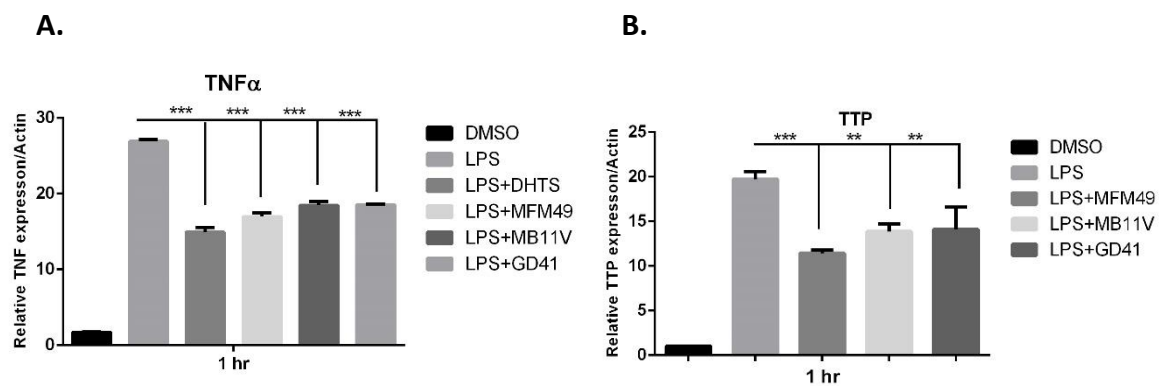 A.
TNFα
*** *** *** ***
Relative TNF expresson/Actin
30
20
10
0
1 hr
DMSO
LPS
LPS+DHTS
LPS+MFM49
LPS+MB11V
LPS+GD41
B.
TTP
*** ** **
Relative TTP expresson/Actin
25
20
15
10
5
0
1 hr
DMSO
LPS
LPS+MFM49
LPS+MB11V
LPS+GD41